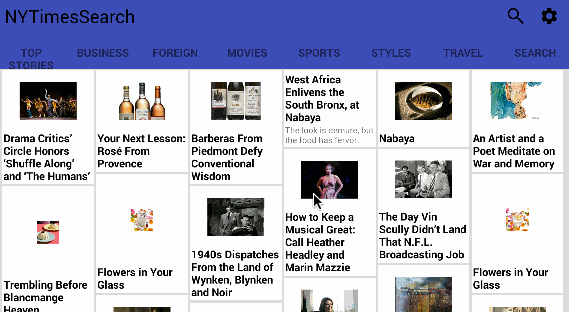 NYTimesSearch
TOP
STORIES
BUSINESS
FOREIGN
MOVIES
SPORTS
STYLES
TRAVEL
SEARCH
Drama Critics'
Circle Honors
'Shuffle Along'
and 'The Humans'
Trembling Before
Blancmange
Heaven
Your Next Lesson:
Rosé From
Provence
Flowers in Your
Glass
Barberas From
Piedmont Defy
Conventional
Wisdom
1940s Dispatches
From the Land of
Wynken, Blynken
and Noir
West Africa
Enlivens the
South Bronx, at
Nabaya
The look is demure, but
the food has fervor.
How to Keep a
Musical Great:
Call Heather
Headley and
Marin Mazzie
Nabaya
The Day Vin
Scully Didn't Land
That N.F.L.
Broadcasting Job
An Artist and a
Poet Meditate on
War and Memory
Flowers in Your
Glass